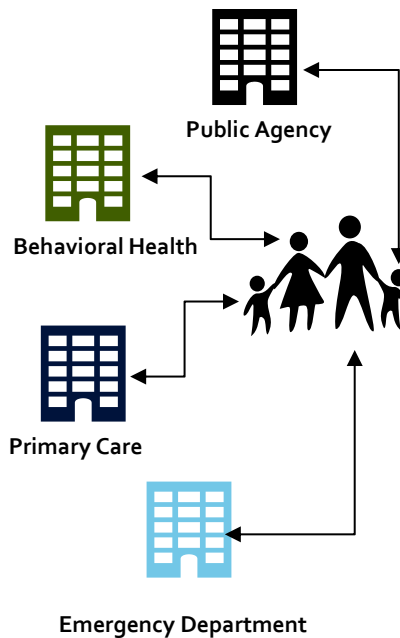 Public Agency
Behavioral Health
Primary Care
Emergency Department